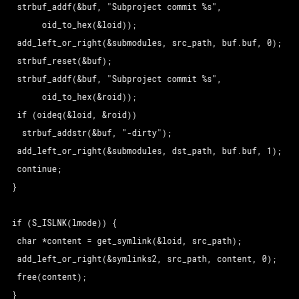 strbuf_addf(&buf, "Subproject commit %s",
oid_to_hex(&loid));
add_left_or_right(&submodules, src_path, buf.buf, 0);
strbuf_reset(&buf);
strbuf_addf(&buf, "Subproject commit %s",
oid_to_hex(&roid));
if (oideq(&loid, &roid))
strbuf_addstr(&buf, "-dirty");
add_left_or_right(&submodules, dst_path, buf.buf, 1);
continue;
}

if (S_ISLNK(lmode)) {
char *content = get_symlink(&loid, src_path);
add_left_or_right(&symlinks2, src_path, content, 0);
free(content);
}